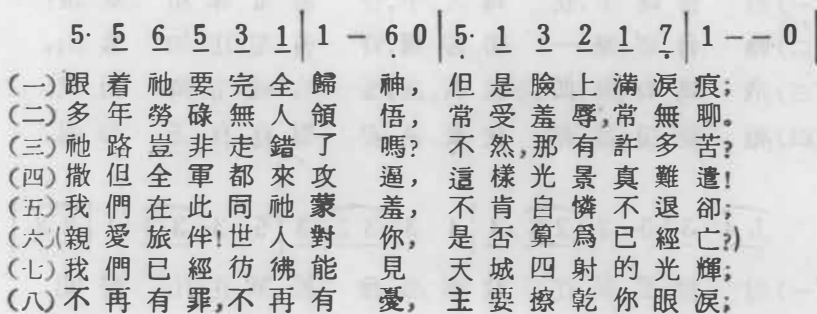 5· 5 6 5 3 1 | 1 — 6 0 | 5· 1 3 2 1 7 | 1 — — 0
(一)跟着祂要完全歸神，但是臉上滿淚痕；
(二)多年勞碌無人領悟，常受羞辱，常無聊。
(三)祂路豈非走錯了嗎？不然，那有許多苦？
(四)撒但全軍都來攻逼，這樣光景真難遣！
(五)我們在此同祂蒙羞，不肯自憐不退卻；
(六)(親愛旅伴！世人對你，是否算爲已經亡？)
(七)我們已經彷彿能見天城四射的光輝；
(八)不再有罪，不再有憂，主要擦乾你眼淚；